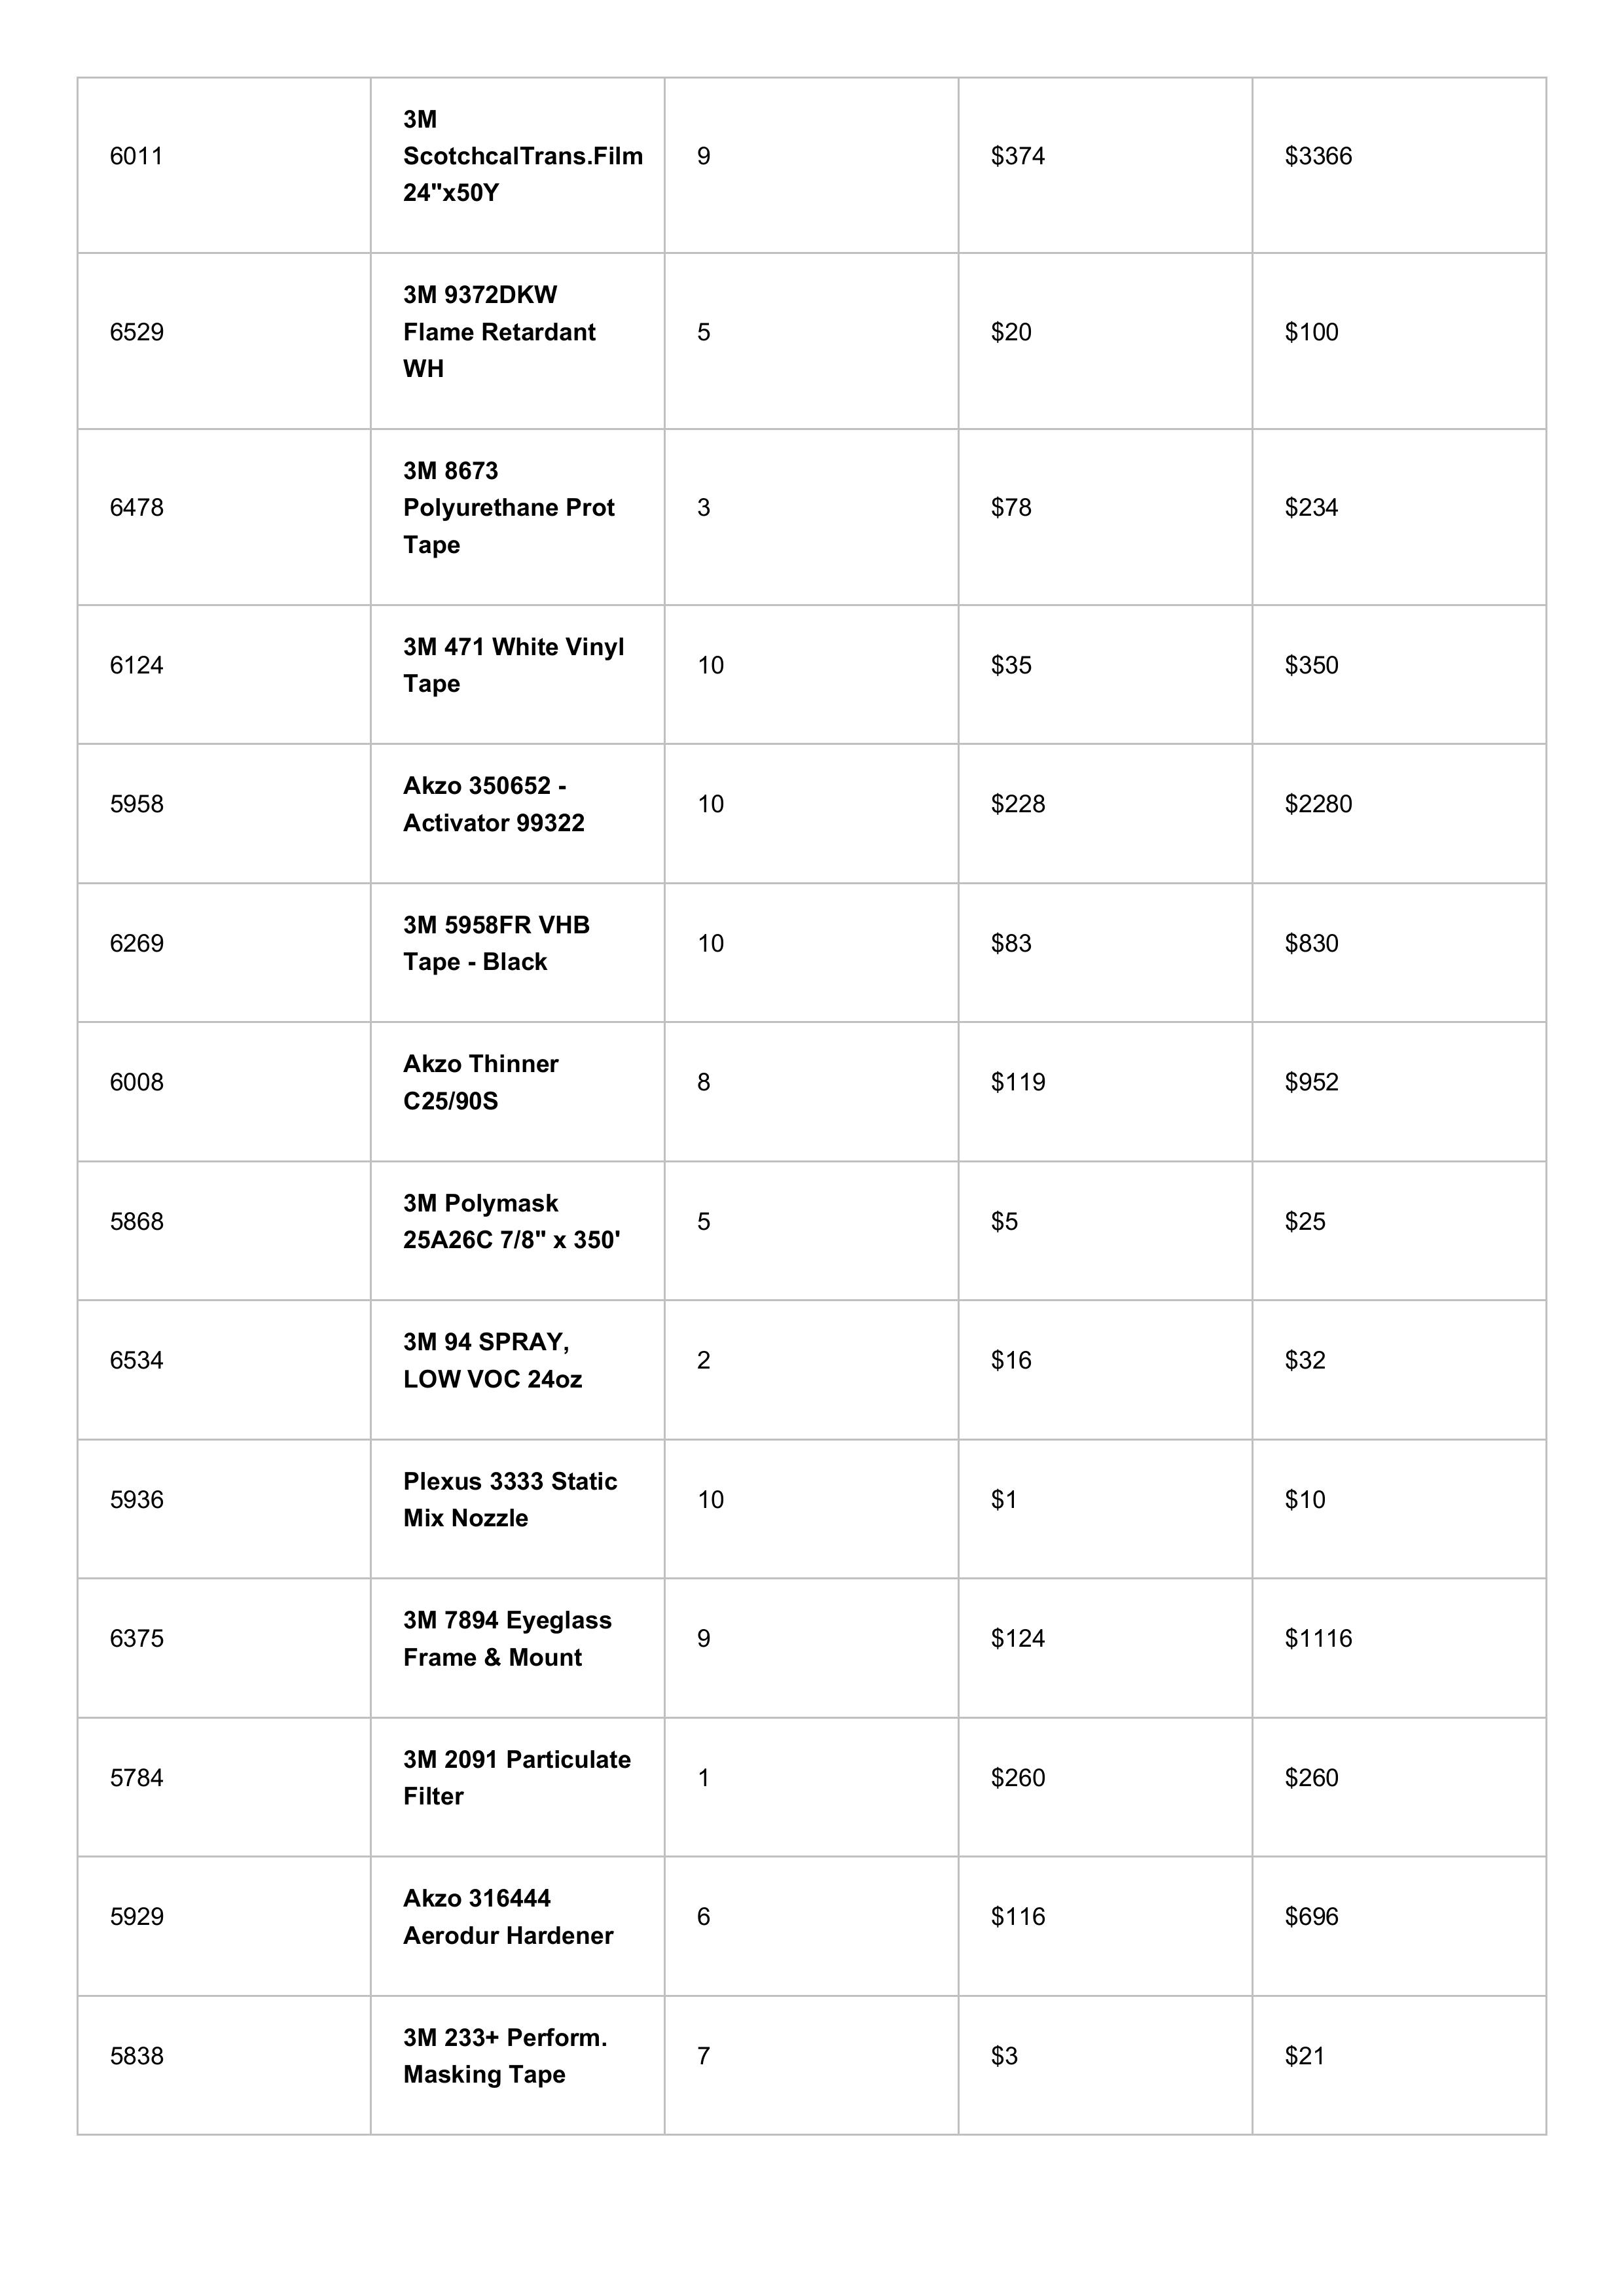 6011
3M
ScotchcalTrans.Film
24"x50Y
9
$374
$3366
6529
3M 9372DKW
Flame Retardant
WH
5
$20
$100
6478
3M 8673
Polyurethane Prot
Tape
3
$78
$234
6124
3M 471 White Vinyl
Tape
10
$35
$350
5958
Akzo 350652 -
Activator 99322
10
$228
$2280
6269
3M 5958FR VHB
Tape - Black
10
$83
$830
6008
Akzo Thinner
C25/90S
8
$119
$952
5868
3M Polymask
25A26C 7/8" x 350'
5
$5
$25
6534
3M 94 SPRAY,
LOW VOC 24oz
2
$16
$32
5936
Plexus 3333 Static
Mix Nozzle
10
$1
$10
6375
3M 7894 Eyeglass
Frame & Mount
9
$124
$1116
5784
3M 2091 Particulate
Filter
1
$260
$260
5929
Akzo 316444
Aerodur Hardener
6
$116
$696
5838
3M 233+ Perform.
Masking Tape
7
$3
$21